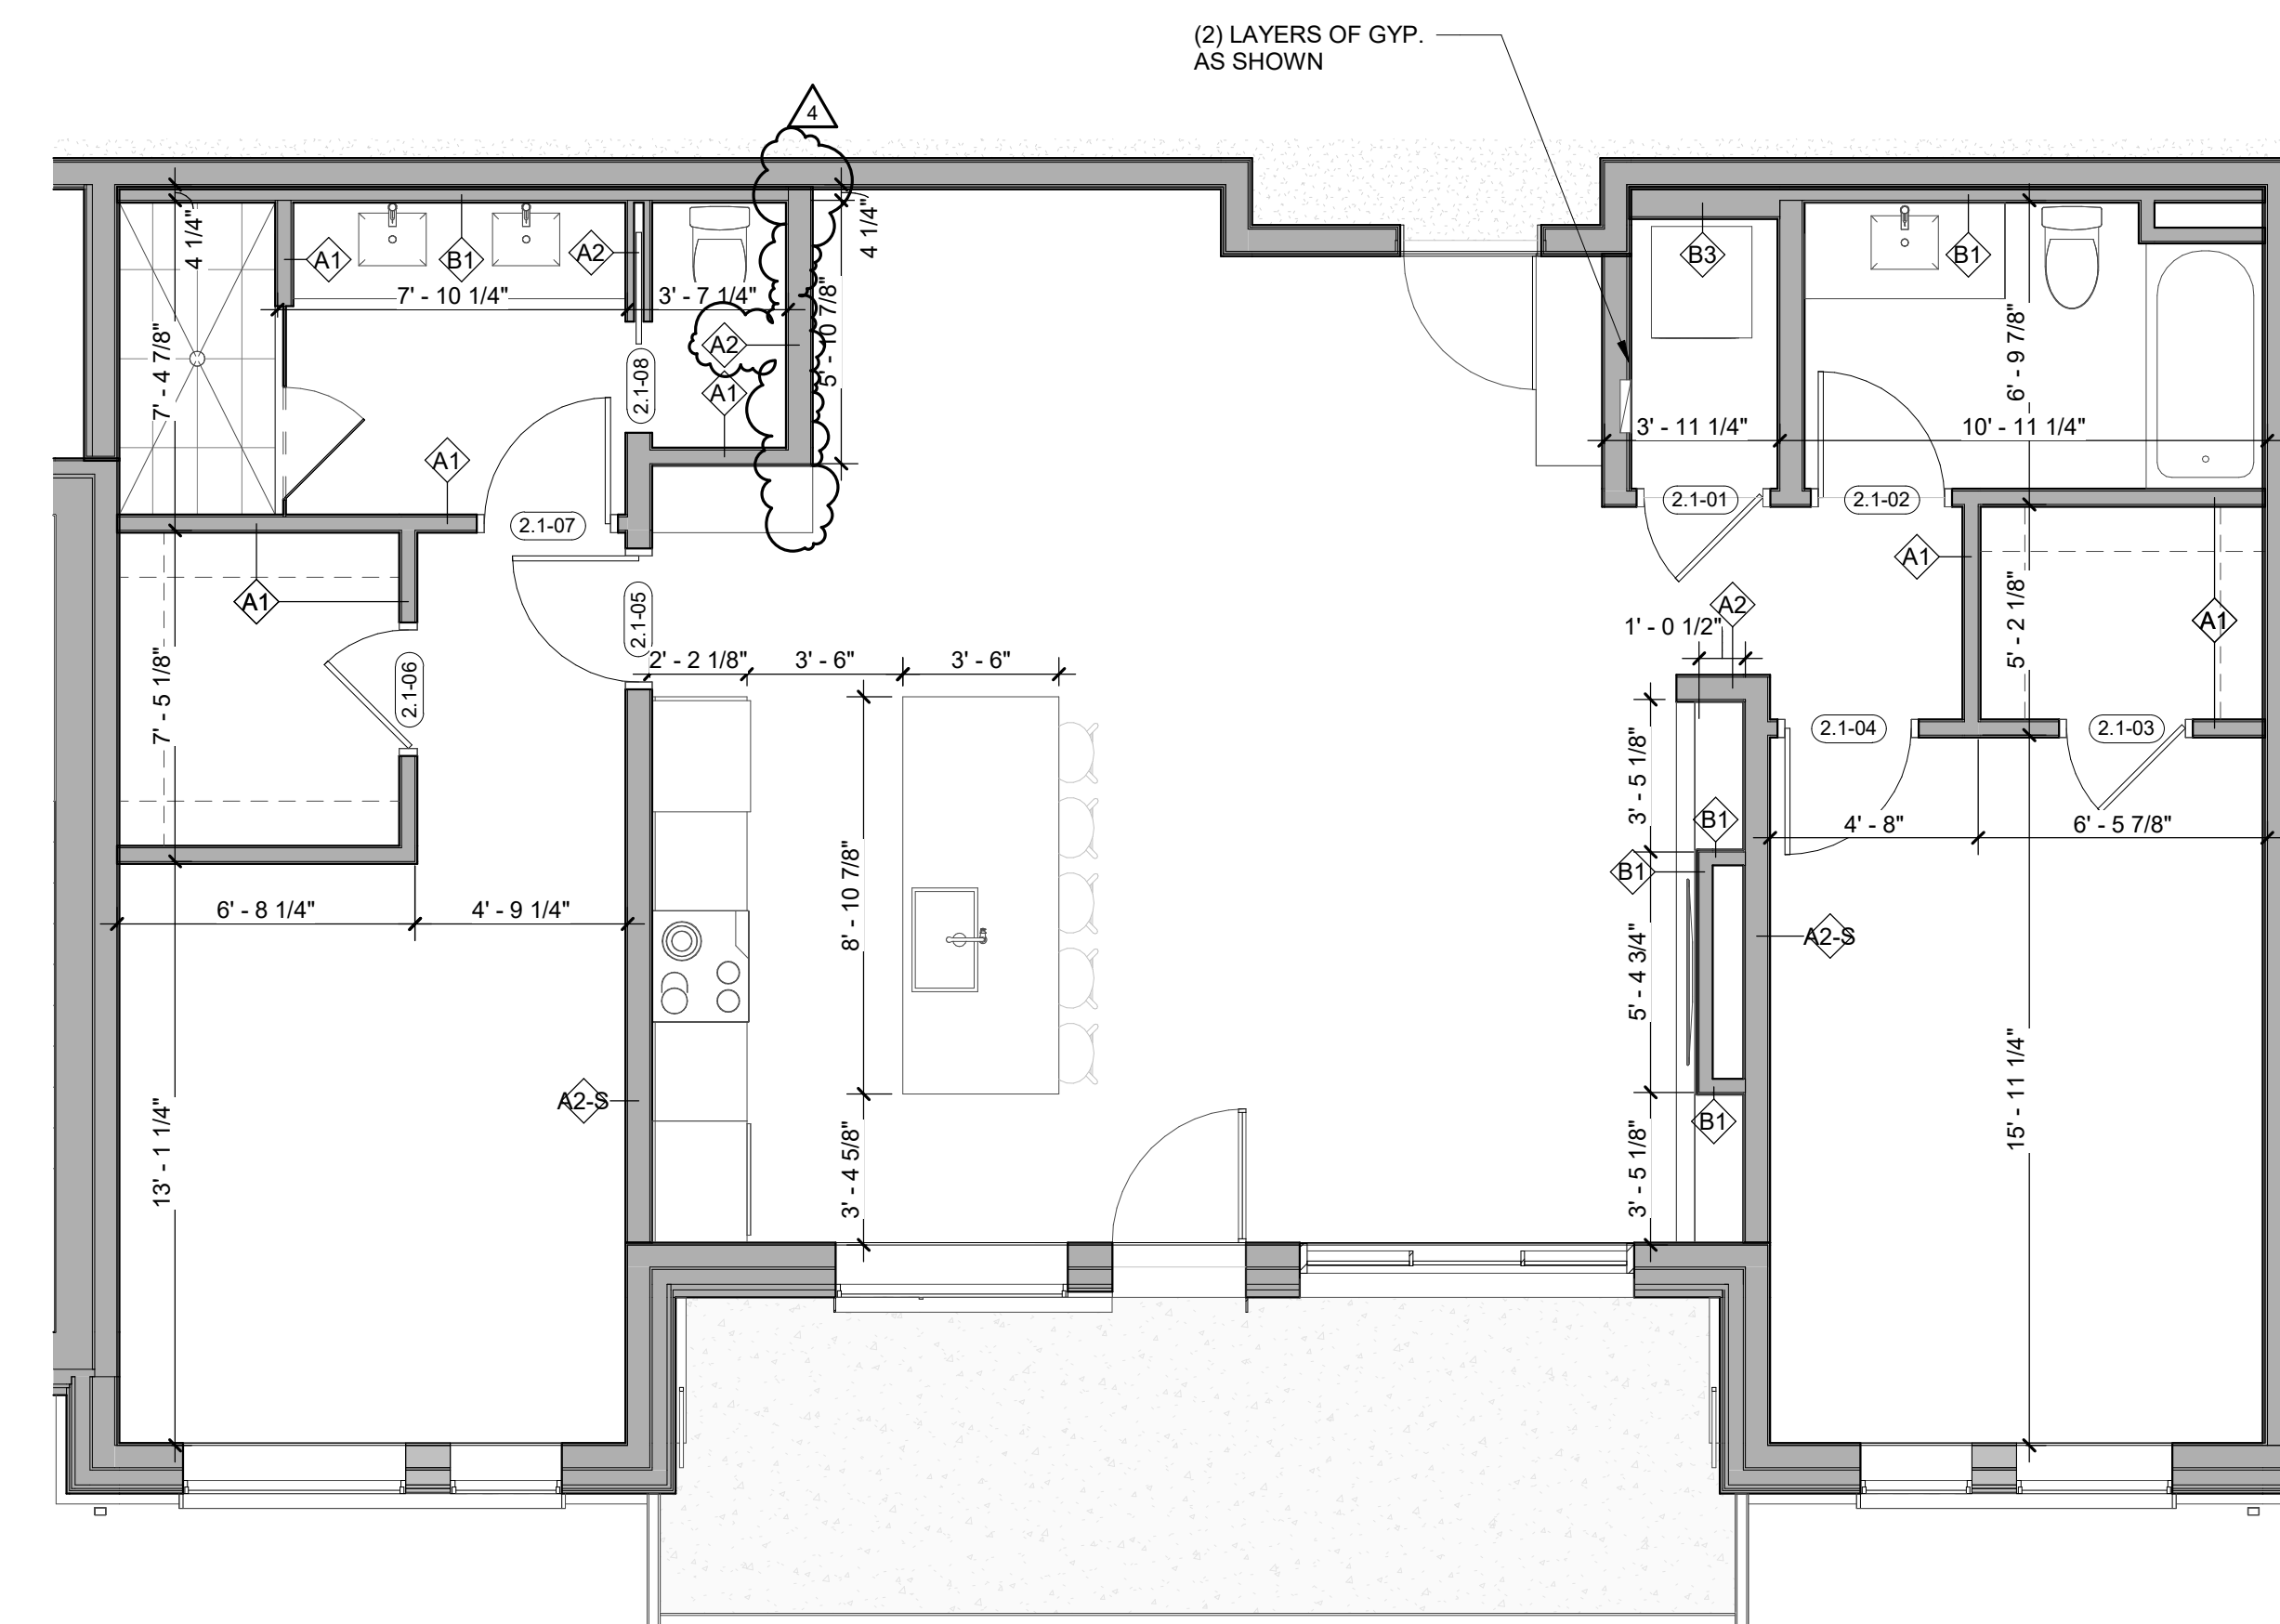 (2) LAYERS OF GYP.
AS SHOWN
4
4 1/4"
A1
B1
A2
4 1/4"
B3
B1
7' - 10 1/4"
3' - 7 1/4"
7' - 4 7/8"
2.1-08
A2
A1
5' - 10 7/8"
6' - 9 7/8"
3' - 11 1/4"
10' - 11 1/4"
A1
2.1-07
2.1-01
2.1-02
A1
2.1-05
A1
A2
1' - 0 1/2"
5' - 2 1/8"
A1
7' - 5 1/8"
2.1-06
2' - 2 1/8"
3' - 6"
3' - 6"
2.1-04
2.1-03
3' - 5 1/8"
B1
4' - 8"
6' - 5 7/8"
B1
6' - 8 1/4"
4' - 9 1/4"
8' - 10 7/8"
5' - 4 3/4"
A2-S
A2-S
15' - 11 1/4"
B1
13' - 1 1/4"
3' - 4 5/8"
3' - 5 1/8"